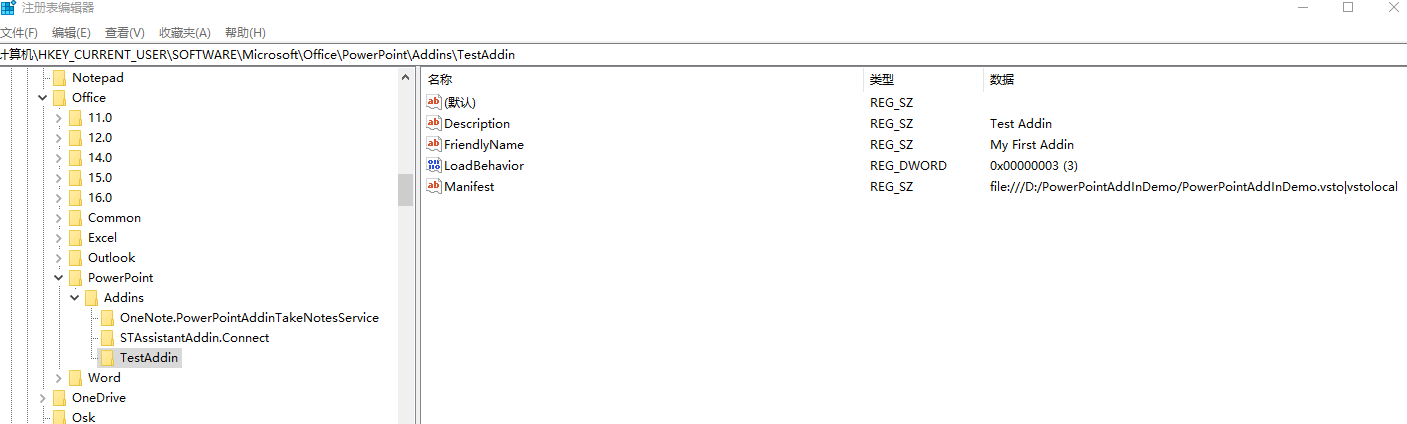 注册表编辑器
文件(F) 编辑(E) 查看(V) 收藏夹(A) 帮助(H)
计算机\HKEY_CURRENT_USER\SOFTWARE\Microsoft\Office\PowerPoint\Addins\TestAddin
Notepad
Office
11.0
12.0
14.0
15.0
16.0
Common
Excel
Outlook
PowerPoint
Addins
OneNote.PowerPointAddinTakeNotesService
STAssistantAddin.Connect
TestAddin
Word
OneDrive
Osk
名称 类型 数据
(默认) REG_SZ
Description REG_SZ Test Addin
FriendlyName REG_SZ My First Addin
LoadBehavior REG_DWORD 0x00000003 (3)
Manifest REG_SZ file:///D:/PowerPointAddInDemo/PowerPointAddInDemo.vsto|vstolocal